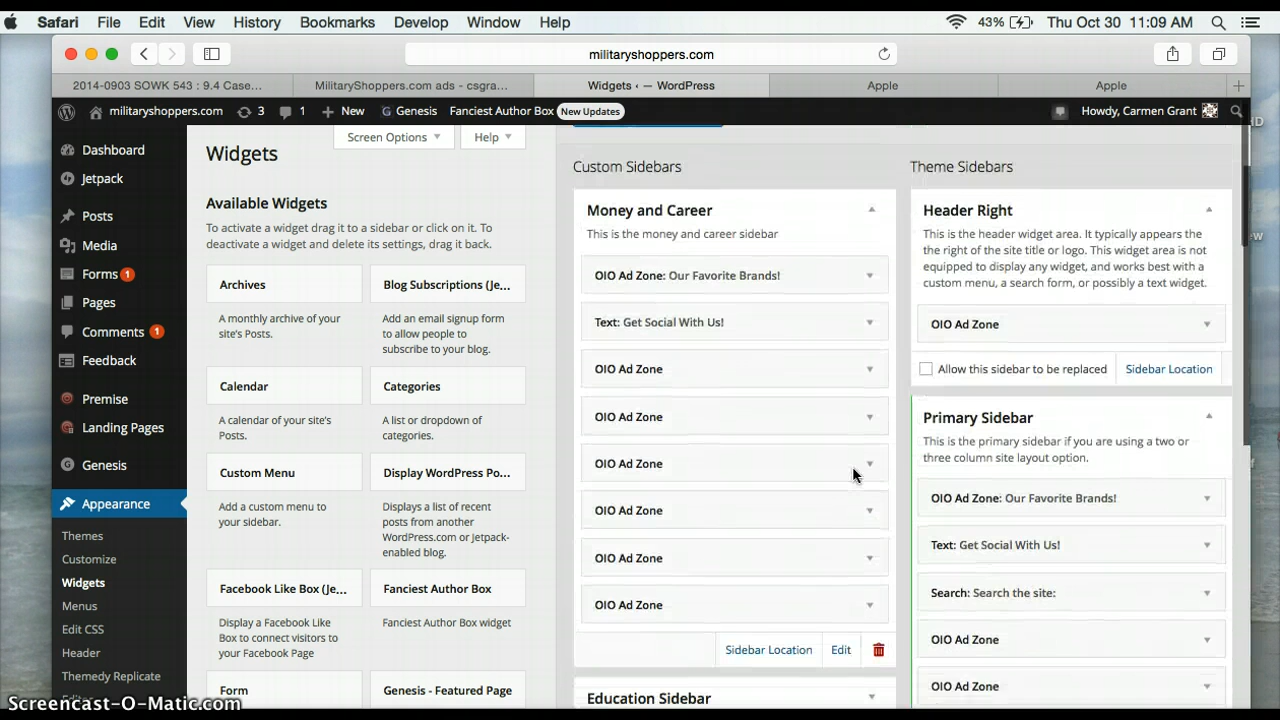 Safari File Edit View History Bookmarks Develop Window Help 43% Thu Oct 30 11:09 AM
militaryshoppers.com
2014-0903 SOWK 543 : 9.4 Case... MilitaryShoppers.com ads - csgra... Widgets ‹ — WordPress Apple Apple +
militaryshoppers.com 3 1 + New Genesis Fanciest Author Box New Updates Howdy, Carmen Grant
Dashboard
Jetpack
Posts
Media
Forms 1
Pages
Comments 1
Feedback
Premise
Landing Pages
Genesis
Appearance
Themes
Customize
Widgets
Menus
Edit CSS
Header
Themedy Replicate
Screen Options Help
Widgets
Available Widgets
To activate a widget drag it to a sidebar or click on it. To
deactivate a widget and delete its settings, drag it back.
Archives
A monthly archive of your
site's Posts.
Blog Subscriptions (Je...
Add an email signup form
to allow people to
subscribe to your blog.
Calendar
A calendar of your site's
Posts.
Categories
A list or dropdown of
categories.
Custom Menu
Add a custom menu to
your sidebar.
Display WordPress Po...
Displays a list of recent
posts from another
WordPress.com or Jetpack-
enabled blog.
Facebook Like Box (Je...
Display a Facebook Like
Box to connect visitors to
your Facebook Page
Fanciest Author Box
Fanciest Author Box widget
Form
Genesis - Featured Page
Custom Sidebars
Money and Career
This is the money and career sidebar
OIO Ad Zone: Our Favorite Brands!
Text: Get Social With Us!
OIO Ad Zone
OIO Ad Zone
OIO Ad Zone
OIO Ad Zone
OIO Ad Zone
OIO Ad Zone
Sidebar Location Edit
Education Sidebar
Theme Sidebars
Header Right
This is the header widget area. It typically appears the
the right of the site title or logo. This widget area is not
equipped to display any widget, and works best with a
custom menu, a search form, or possibly a text widget.
OIO Ad Zone
Allow this sidebar to be replaced Sidebar Location
Primary Sidebar
This is the primary sidebar if you are using a two or
three column site layout option.
OIO Ad Zone: Our Favorite Brands!
Text: Get Social With Us!
Search: Search the site:
OIO Ad Zone
OIO Ad Zone
Screencast-O-Matic.com